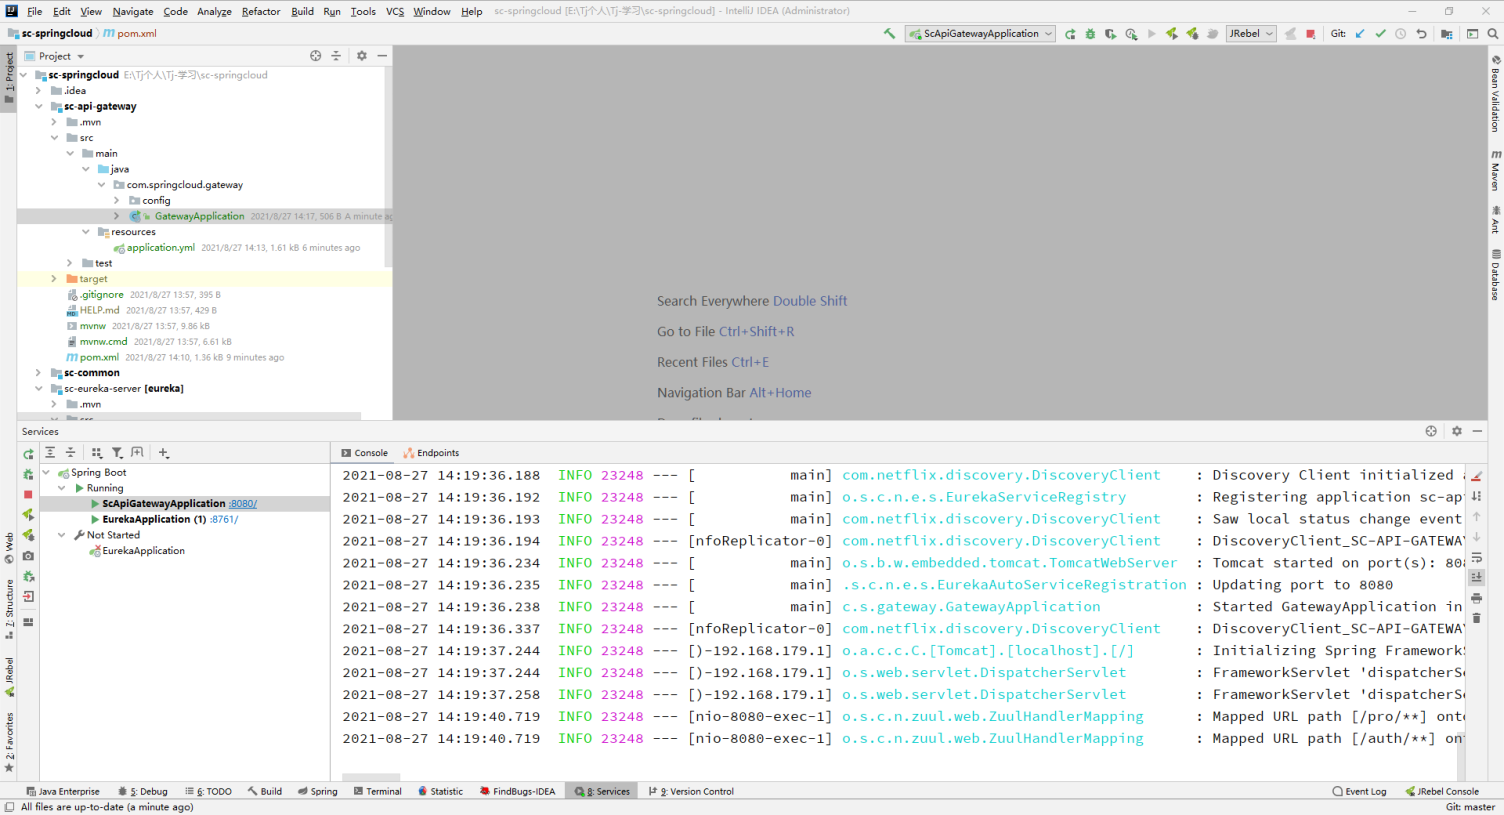 File Edit View Navigate Code Analyze Refactor Build Run Tools VCS Window Help sc-springcloud [E:\Tj个人\Tj-学习\sc-springcloud] - IntelliJ IDEA (Administrator)
sc-springcloud pom.xml
ScApiGatewayApplication JRebel Git:
Project
sc-springcloud E:\Tj个人\Tj-学习\sc-springcloud
.idea
sc-api-gateway
.mvn
src
main
java
com.springcloud.gateway
config
GatewayApplication 2021/8/27 14:17, 506 B A minute ag
resources
application.yml 2021/8/27 14:13, 1.61 kB 6 minutes ago
test
target
.gitignore 2021/8/27 13:57, 395 B
HELP.md 2021/8/27 13:57, 429 B
mvnw 2021/8/27 13:57, 9.86 kB
mvnw.cmd 2021/8/27 13:57, 6.61 kB
pom.xml 2021/8/27 14:10, 1.36 kB 9 minutes ago
sc-common
sc-eureka-server [eureka]
.mvn
Search Everywhere Double Shift
Go to File Ctrl+Shift+R
Recent Files Ctrl+E
Navigation Bar Alt+Home
1: Project
Web
Z: Structure
JRebel
2: Favorites
Bean Validation
Maven
Ant
Database
Services
Console Endpoints
Spring Boot
Running
ScApiGatewayApplication :8080/
EurekaApplication (1) :8761/
Not Started
EurekaApplication
2021-08-27 14:19:36.188 INFO 23248 --- [ main] com.netflix.discovery.DiscoveryClient : Discovery Client initialized a
2021-08-27 14:19:36.192 INFO 23248 --- [ main] o.s.c.n.e.s.EurekaServiceRegistry : Registering application sc-api
2021-08-27 14:19:36.193 INFO 23248 --- [ main] com.netflix.discovery.DiscoveryClient : Saw local status change event
2021-08-27 14:19:36.194 INFO 23248 --- [nfoReplicator-0] com.netflix.discovery.DiscoveryClient : DiscoveryClient_SC-API-GATEWAY
2021-08-27 14:19:36.234 INFO 23248 --- [ main] o.s.b.w.embedded.tomcat.TomcatWebServer : Tomcat started on port(s): 808
2021-08-27 14:19:36.235 INFO 23248 --- [ main] .s.c.n.e.s.EurekaAutoServiceRegistration : Updating port to 8080
2021-08-27 14:19:36.238 INFO 23248 --- [ main] c.s.gateway.GatewayApplication : Started GatewayApplication in
2021-08-27 14:19:36.337 INFO 23248 --- [nfoReplicator-0] com.netflix.discovery.DiscoveryClient : DiscoveryClient_SC-API-GATEWAY
2021-08-27 14:19:37.244 INFO 23248 --- [)-192.168.179.1] o.a.c.c.C.[Tomcat].[localhost].[/] : Initializing Spring FrameworkS
2021-08-27 14:19:37.244 INFO 23248 --- [)-192.168.179.1] o.s.web.servlet.DispatcherServlet : FrameworkServlet 'dispatcherSe
2021-08-27 14:19:37.258 INFO 23248 --- [)-192.168.179.1] o.s.web.servlet.DispatcherServlet : FrameworkServlet 'dispatcherSe
2021-08-27 14:19:40.719 INFO 23248 --- [nio-8080-exec-1] o.s.c.n.zuul.web.ZuulHandlerMapping : Mapped URL path [/pro/**] onto
2021-08-27 14:19:40.719 INFO 23248 --- [nio-8080-exec-1] o.s.c.n.zuul.web.ZuulHandlerMapping : Mapped URL path [/auth/**] ont
Java Enterprise 5: Debug 6: TODO Build Spring Terminal Statistic FindBugs-IDEA 8: Services 9: Version Control Event Log JRebel Console
All files are up-to-date (a minute ago) Git: master